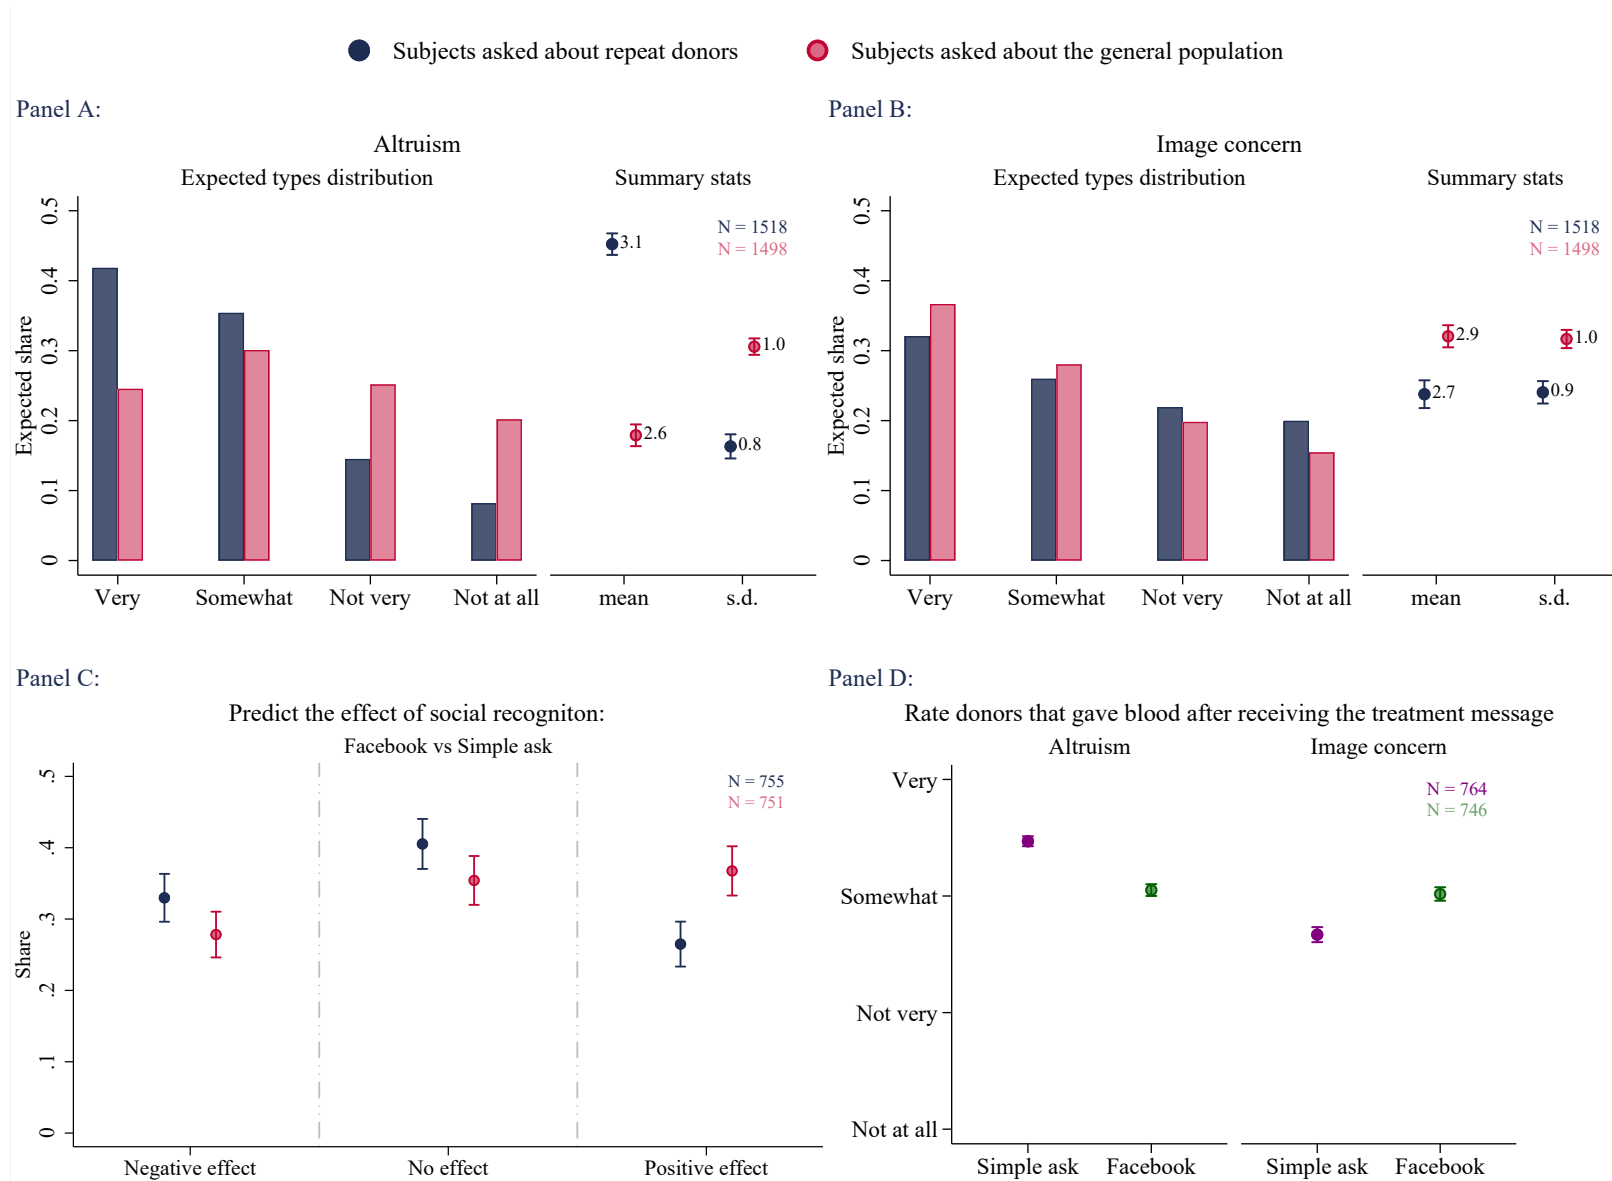 Subjects asked about repeat donors
Subjects asked about the general population
Panel A:
Altruism
Expected types distribution
Summary stats
Expected share
0.5
0.4
0.3
0.2
0.1
0
N = 1518
N = 1498
3.1
2.6
0.8
1.0
Very
Somewhat
Not very
Not at all
mean
s.d.
Panel B:
Image concern
Expected types distribution
Summary stats
Expected share
0.5
0.4
0.3
0.2
0.1
0
N = 1518
N = 1498
2.7
2.9
0.9
1.0
Very
Somewhat
Not very
Not at all
mean
s.d.
Panel C:
Predict the effect of social recogniton:
Facebook vs Simple ask
Share
.5
.4
.3
.2
.1
0
N = 755
N = 751
Negative effect
No effect
Positive effect
Panel D:
Rate donors that gave blood after receiving the treatment message
Altruism
Image concern
Very
Somewhat
Not very
Not at all
N = 764
N = 746
Simple ask
Facebook
Simple ask
Facebook